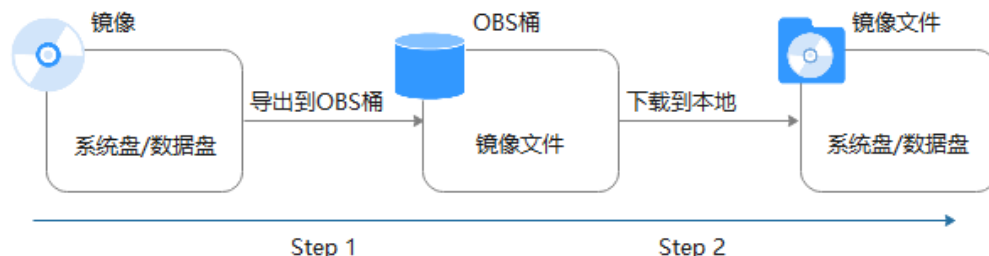 镜像
OBS桶
镜像文件
导出到OBS桶
下载到本地
系统盘/数据盘
镜像文件
系统盘/数据盘
Step 1
Step 2